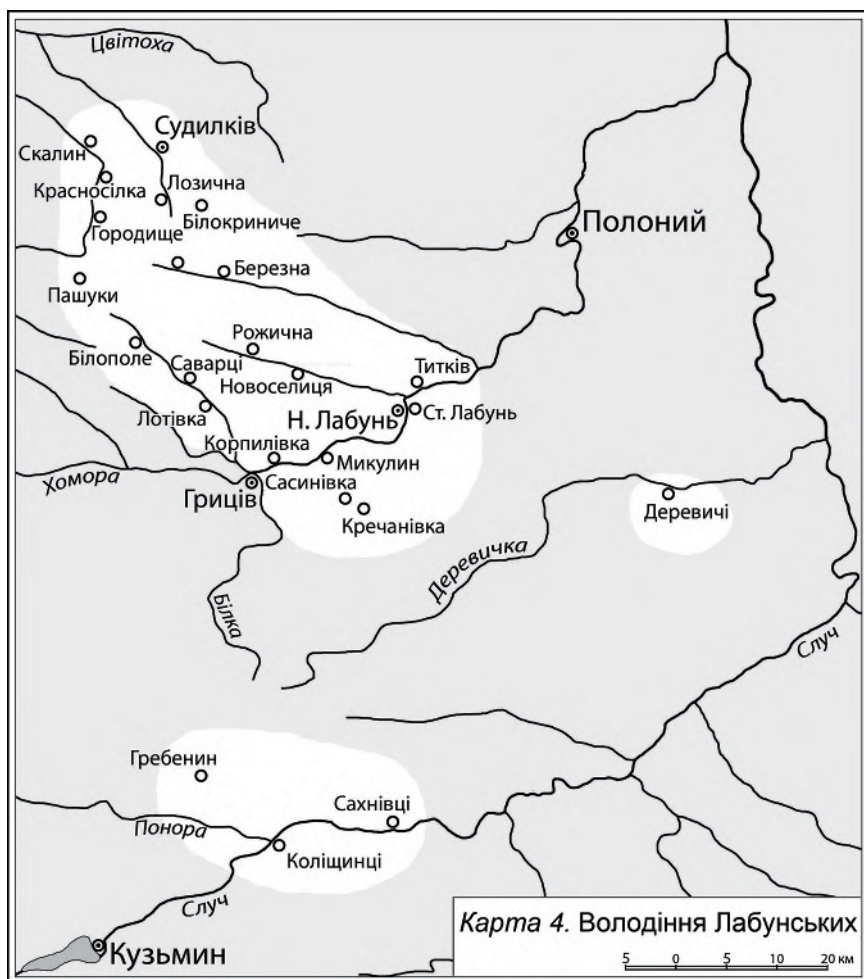 Цвітоха
Судилків
Скалин
Лозична
Красносілка
Білокриниче
Городище
Полоний
Березна
Пашуки
Рожична
Білополе
Саварці
Титків
Новоселиця
Лотівка
Н. Лабунь
Ст. Лабунь
Корпилівка
Микулин
Хомора
Гриців
Сасинівка
Деревичі
Кречанівка
Деревичка
Білка
Случ
Гребенин
Сахнівці
Понора
Коліщинці
Случ
Карта 4. Володіння Лабунських
Кузьмин
5 0 5 10 20 км